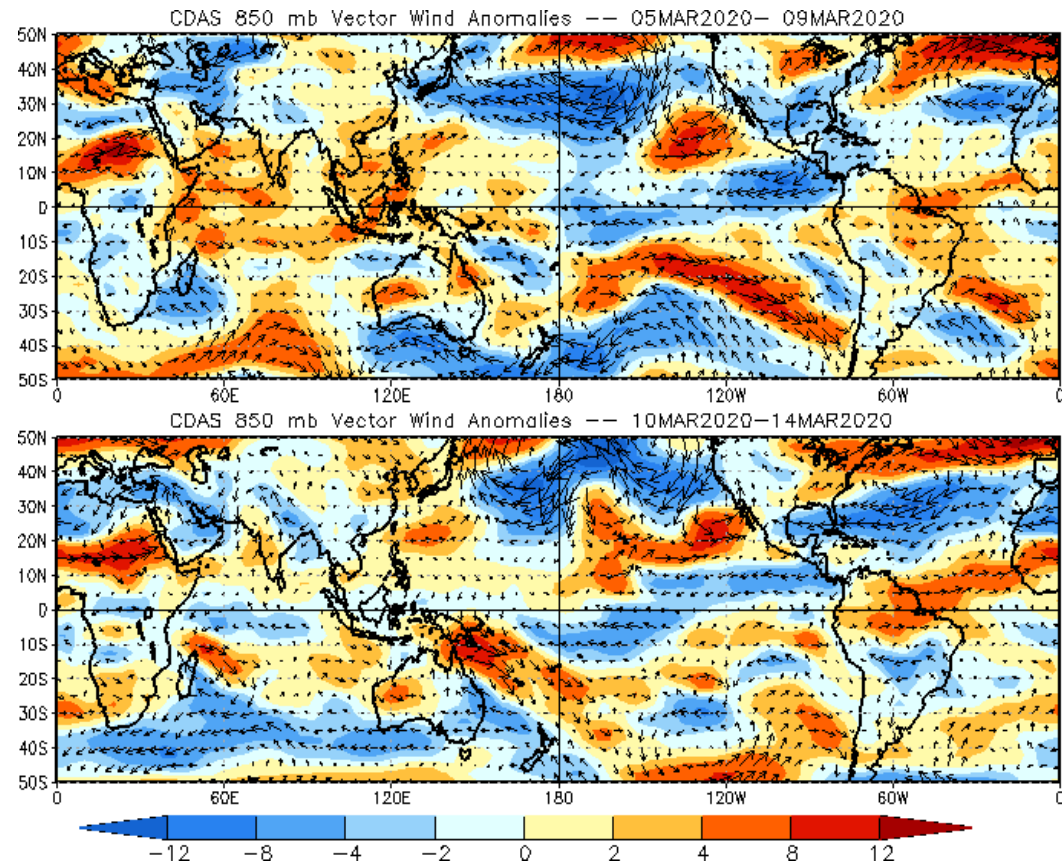 CDAS 850 mb Vector Wind Anomalies -- 05MAR2020- 09MAR2020
50N
40N
30N
20N
10N
0
10S
20S
30S
40S
50S
0 60E 120E 180 120W 60W 0
CDAS 850 mb Vector Wind Anomalies -- 10MAR2020-14MAR2020
50N
40N
30N
20N
10N
0
10S
20S
30S
40S
50S
0 60E 120E 180 120W 60W 0
-12 -8 -4 -2 0 2 4 8 12